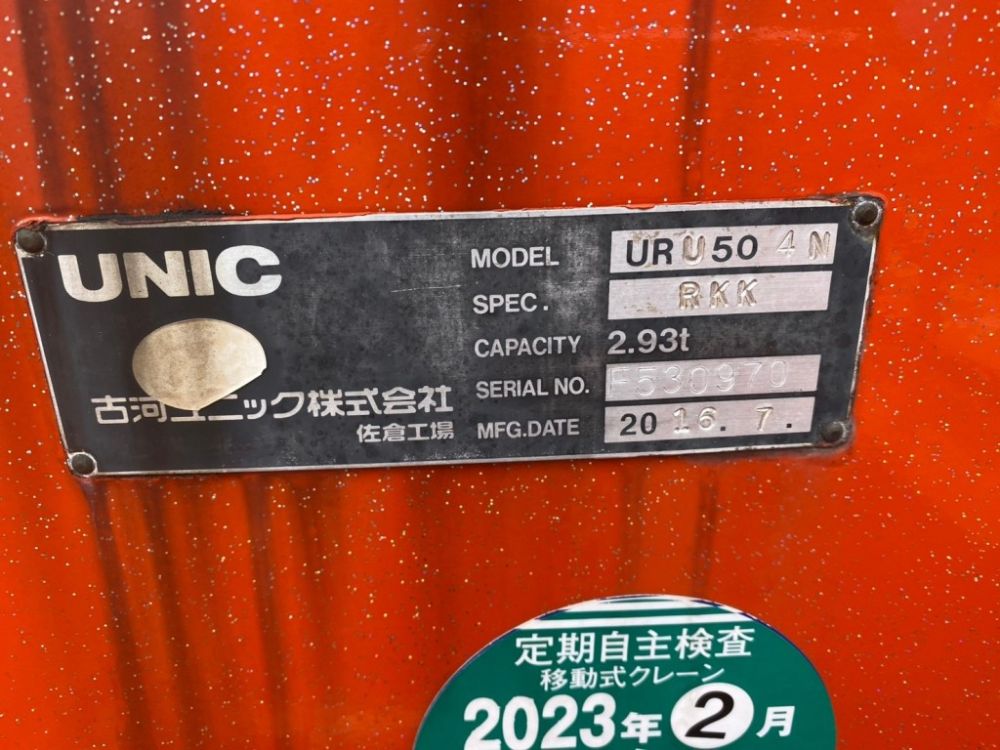 UNIC
MODEL URU504N
SPEC. RKK
CAPACITY 2.93t
SERIAL NO. F530970
MFG.DATE 2016.7.
古河ユニック株式会社
佐倉工場
定期自主検査
移動式クレーン
2023年2月